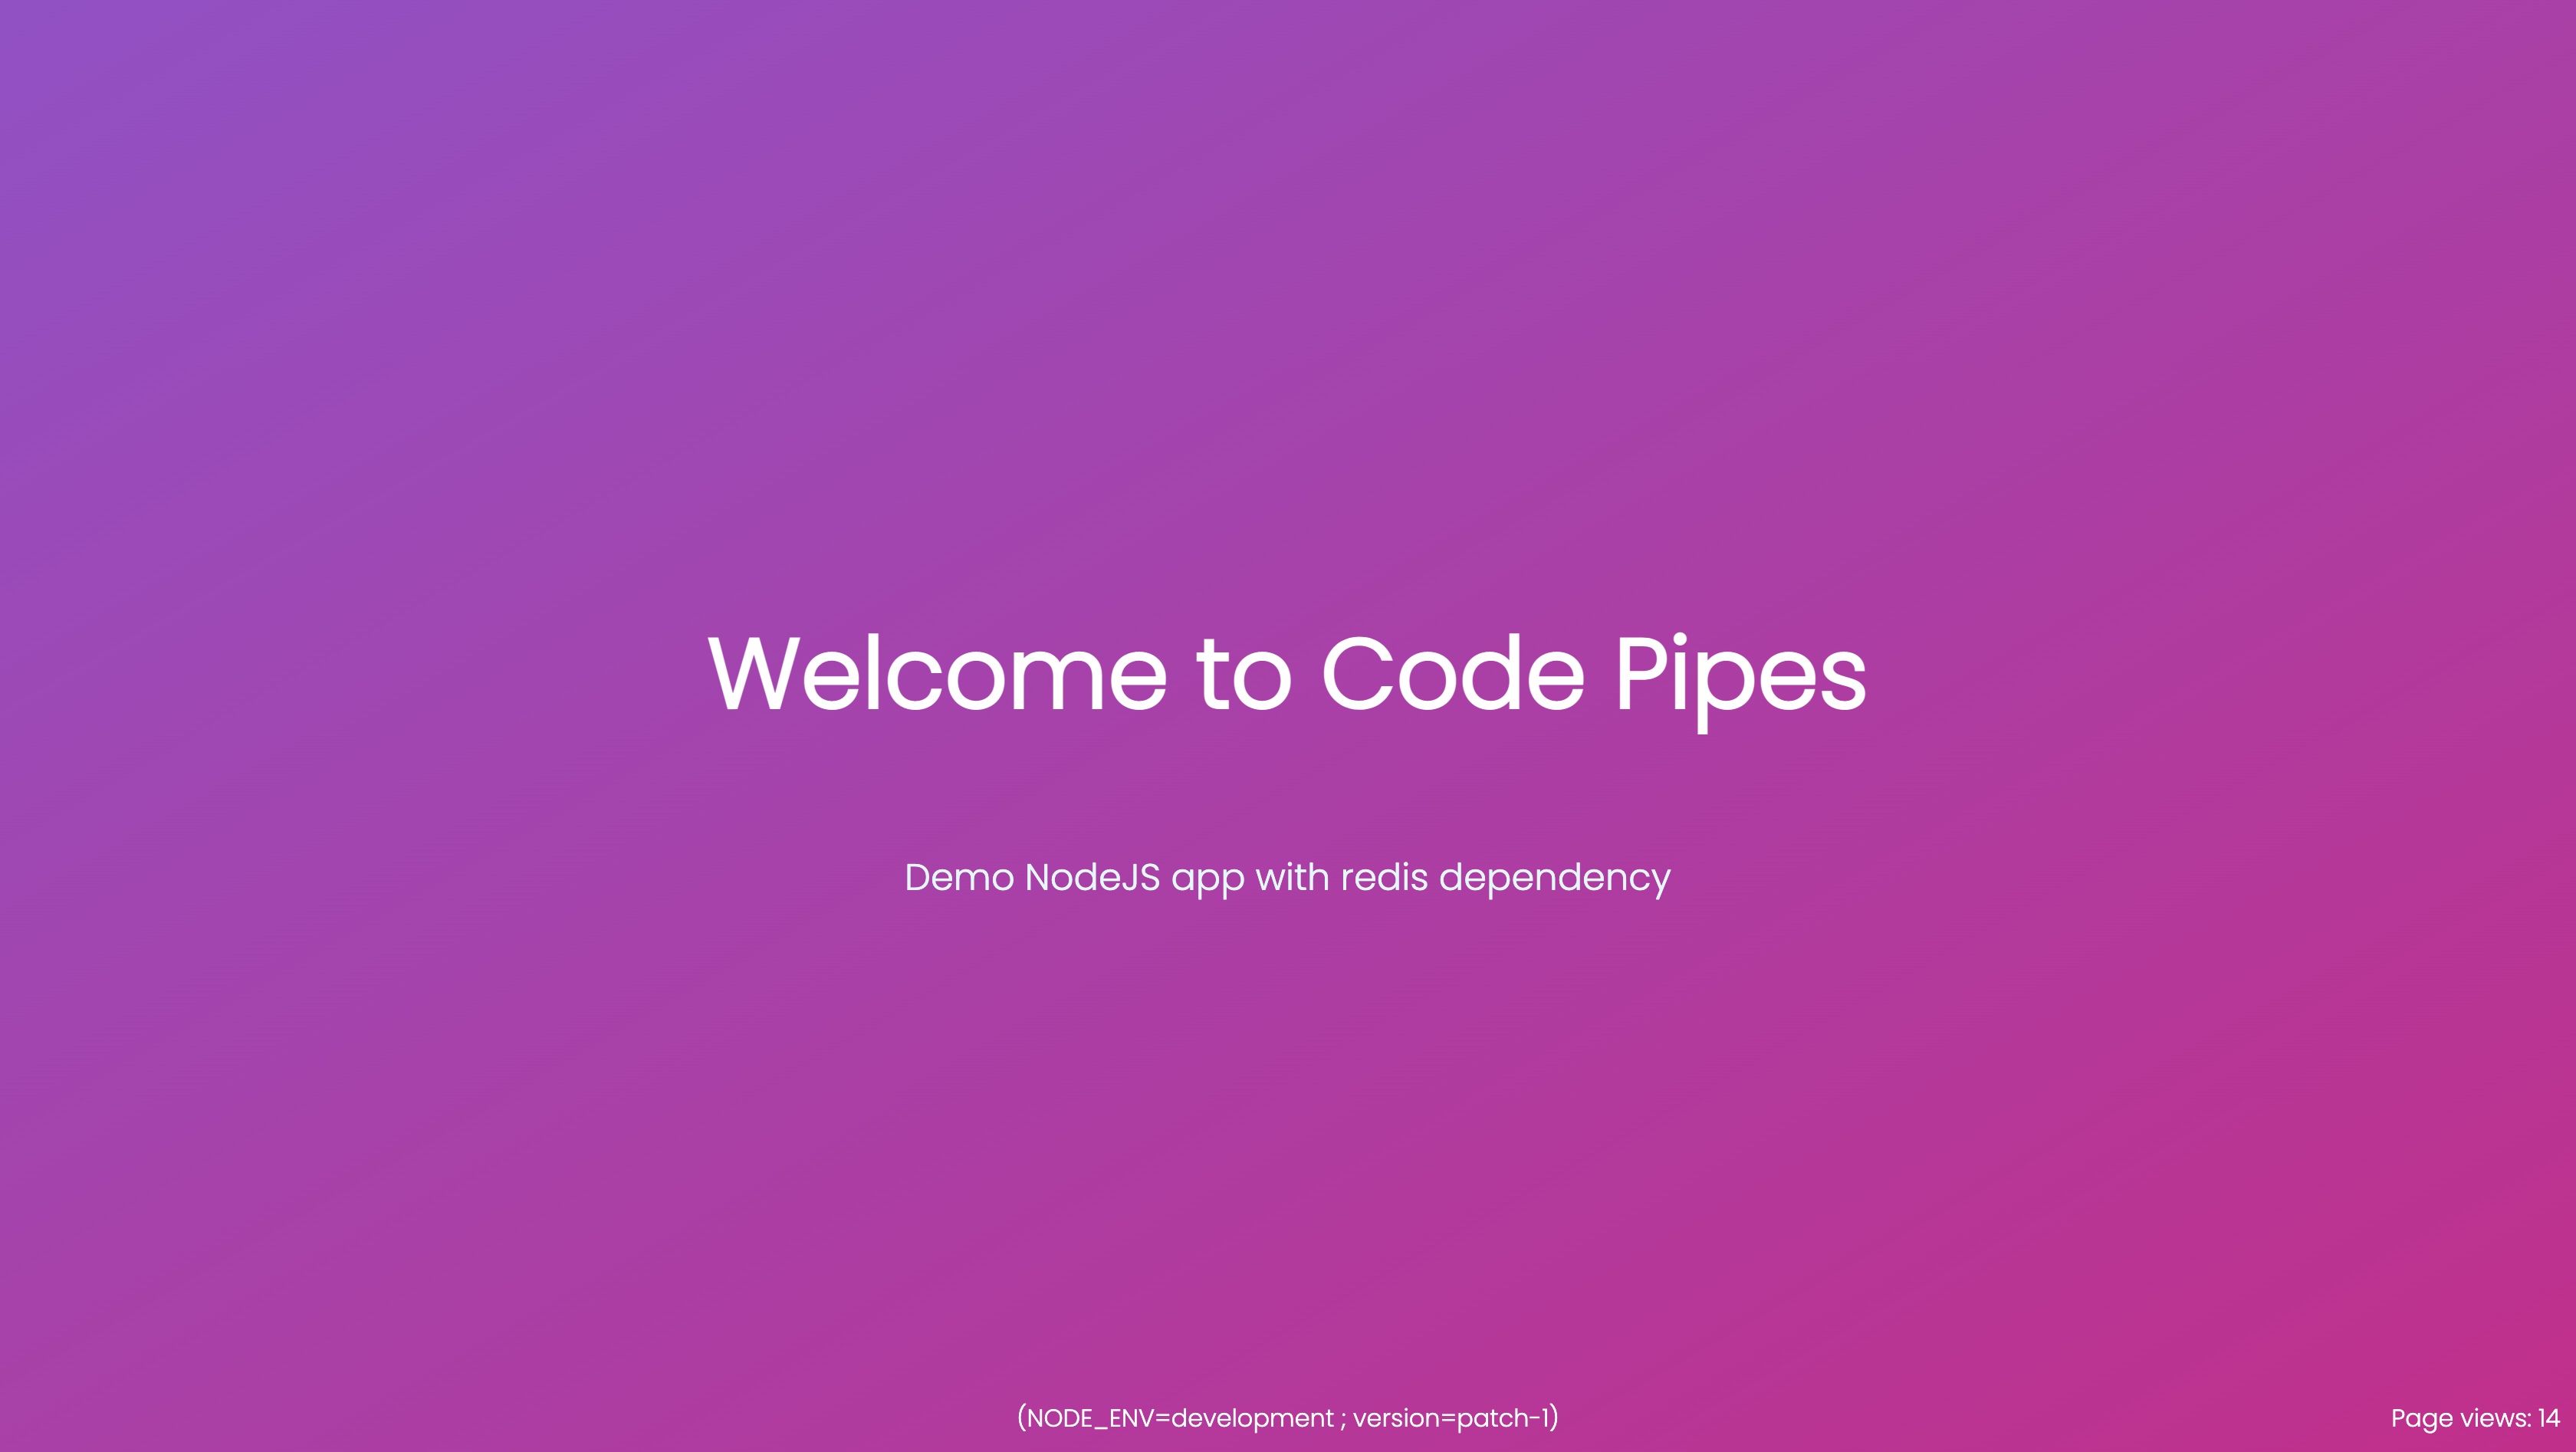 Welcome to Code Pipes
Demo NodeJS app with redis dependency
(NODE_ENV=development ; version=patch-1)
Page views: 14